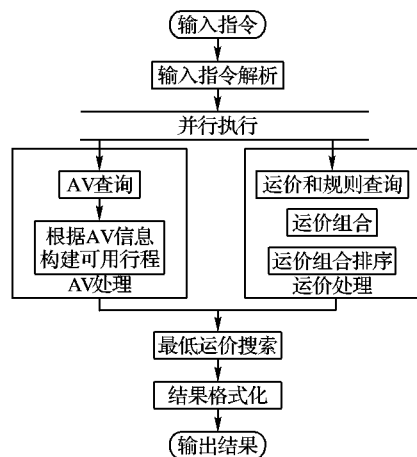 输入指令
输入指令解析
并行执行
AV查询
根据AV信息
构建可用行程
AV处理
运价和规则查询
运价组合
运价组合排序
运价处理
最低运价搜索
结果格式化
输出结果